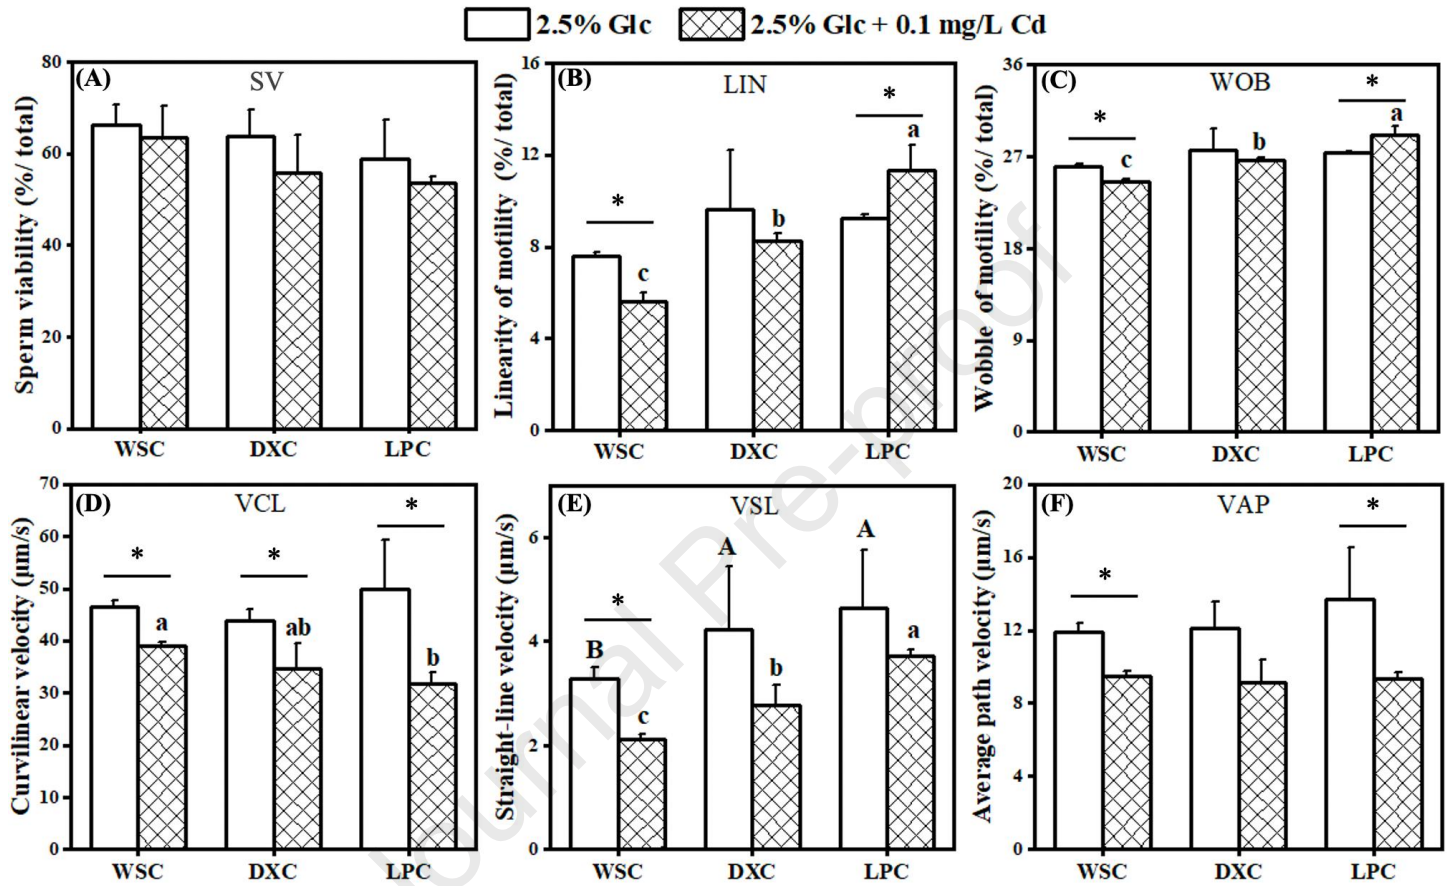 2.5% Glc 2.5% Glc + 0.1 mg/L Cd
(A) SV
Sperm viability (%/ total)
80
60
40
20
0
WSC DXC LPC
(B) LIN
Linearity of motility (%/ total)
16
12
8
4
0
* *
c b a
WSC DXC LPC
(C) WOB
Wobble of motility (%/ total)
36
27
18
9
0
* *
c b a
WSC DXC LPC
(D) VCL
Curvilinear velocity (μm/s)
70
60
50
40
30
20
10
0
* * *
a ab b
WSC DXC LPC
(E) VSL
Straight-line velocity (μm/s)
6
4
2
0
*
B c A b A a
WSC DXC LPC
(F) VAP
Average path velocity (μm/s)
20
16
12
8
4
0
* *
WSC DXC LPC
Journal Pre-proof